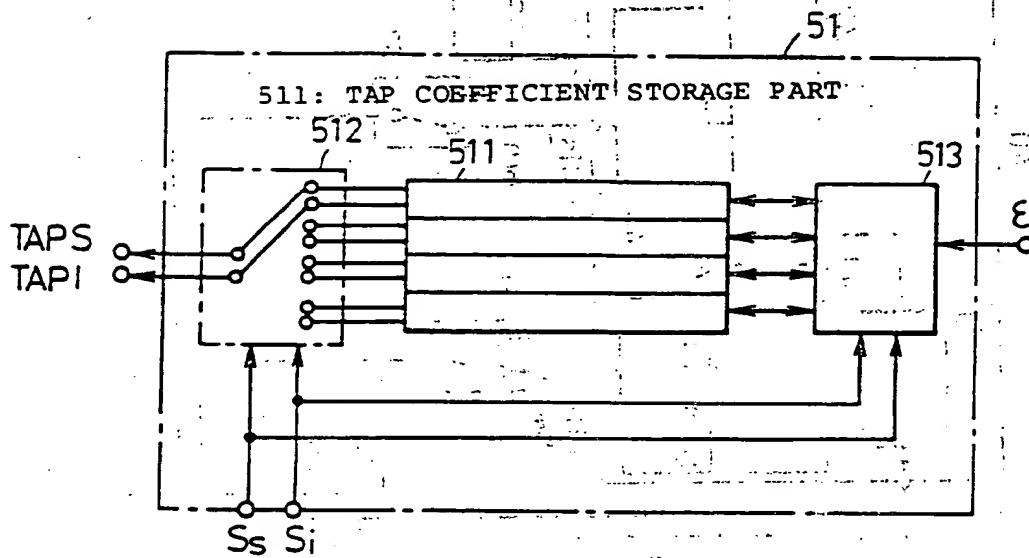 51
511: TAP COEFFICIENT STORAGE PART
512
511
513
TAPS
TAPI
ε
Ss Si